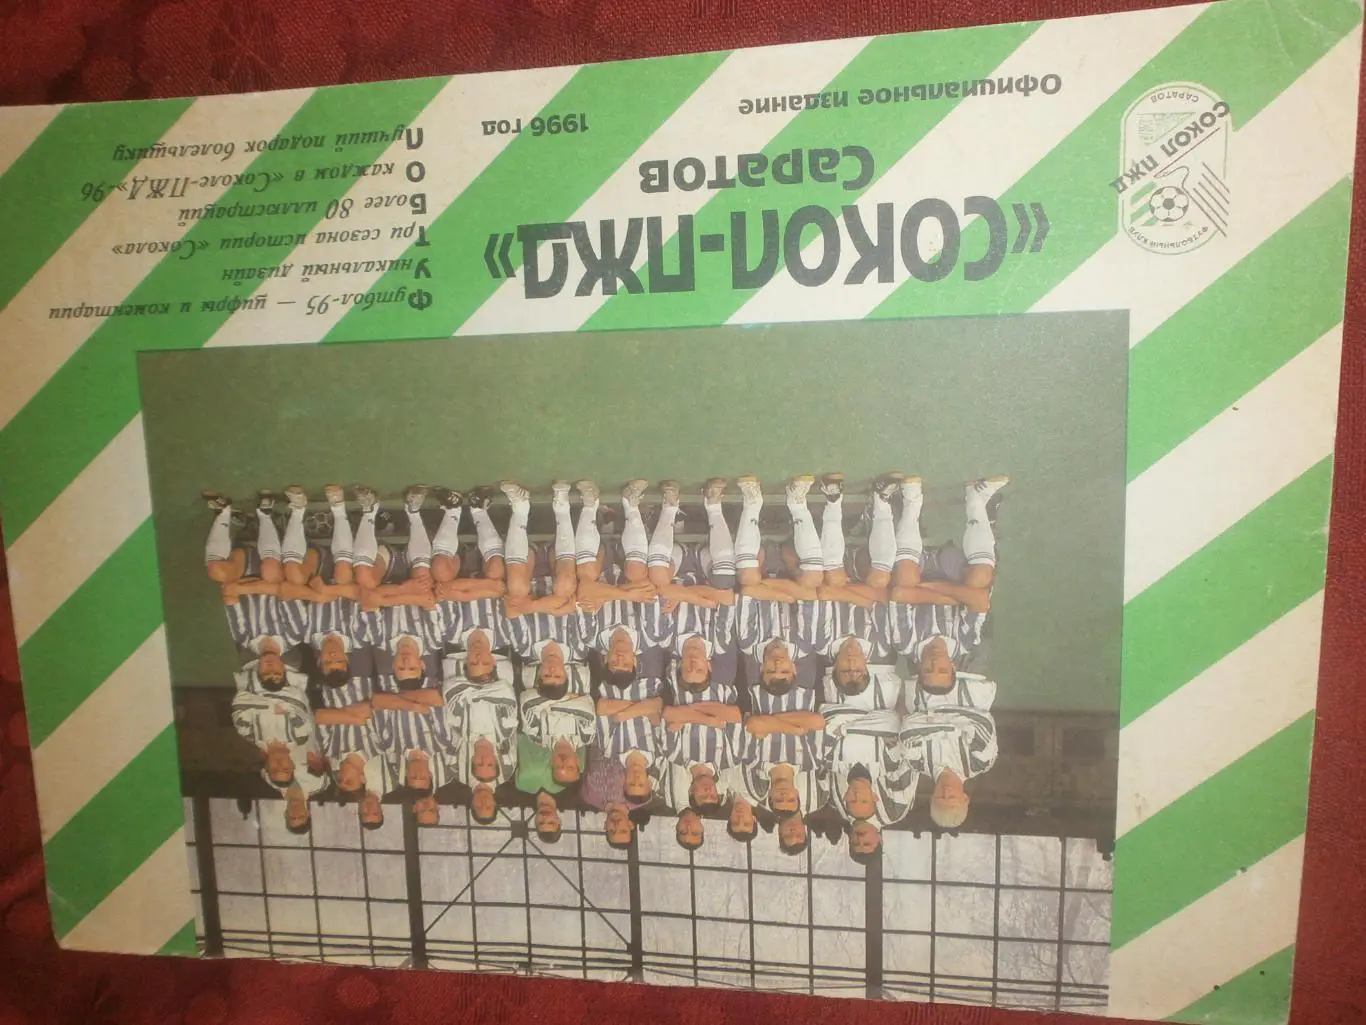 ФУТБОЛЬНЫЙ КЛУБ
СОКОЛ ПЖД
САРАТОВ
«СОКОЛ-ПЖД»
Саратов
Официальное издание
1996 год
Футбол-95 — цифры и коментарии
Уникальный дизайн
Три сезона истории «Сокола»
Более 80 иллюстраций
О каждом в «Соколе-ПЖД»-96
Лучший подарок болельщику